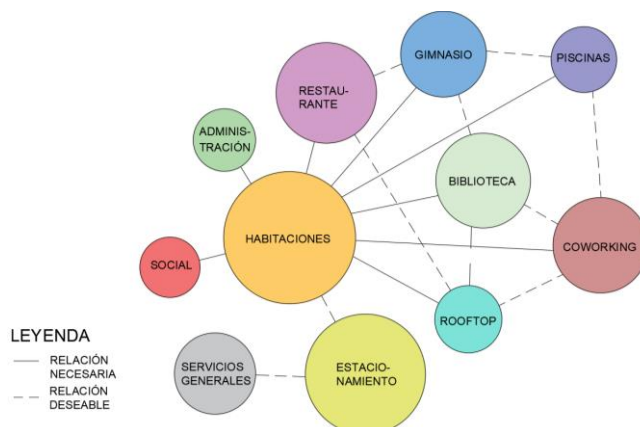 GIMNASIO
PISCINAS
RESTAU-
RANTE
ADMINIS-
TRACIÓN
BIBLIOTECA
HABITACIONES
COWORKING
SOCIAL
ROOFTOP
LEYENDA
RELACIÓN
NECESARIA
RELACIÓN
DESEABLE
SERVICIOS
GENERALES
ESTACIO-
NAMIENTO